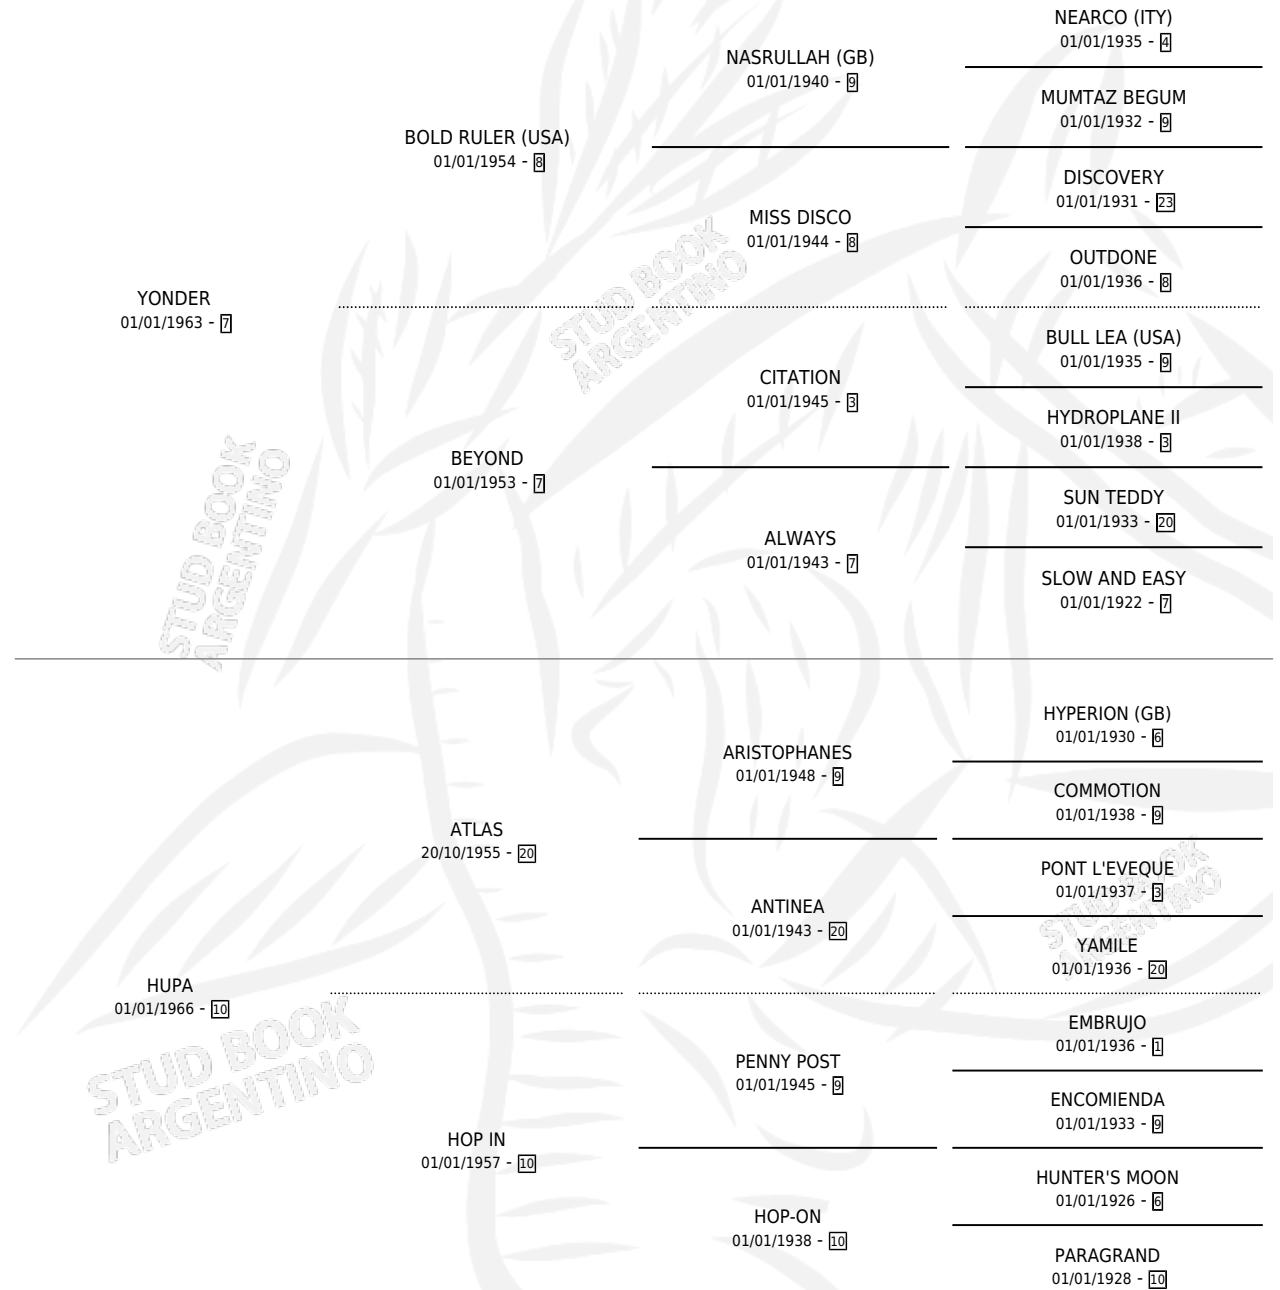 NEARCO (ITY)
01/01/1935 - 4
NASRULLAH (GB)
01/01/1940 - 9
MUMTAZ BEGUM
01/01/1932 - 9
BOLD RULER (USA)
01/01/1954 - 8
DISCOVERY
01/01/1931 - 23
MISS DISCO
01/01/1944 - 8
OUTDONE
01/01/1936 - 8
YONDER
01/01/1963 - 7
BULL LEA (USA)
01/01/1935 - 9
CITATION
01/01/1945 - 3
HYDROPLANE II
01/01/1938 - 3
BEYOND
01/01/1953 - 7
SUN TEDDY
01/01/1933 - 20
ALWAYS
01/01/1943 - 7
SLOW AND EASY
01/01/1922 - 7
HYPERION (GB)
01/01/1930 - 6
ARISTOPHANES
01/01/1948 - 9
COMMOTION
01/01/1938 - 9
ATLAS
20/10/1955 - 20
PONT L'EVEQUE
01/01/1937 - 3
ANTINEA
01/01/1943 - 20
YAMILE
01/01/1936 - 20
HUPA
01/01/1966 - 10
EMBRUJO
01/01/1936 - 1
PENNY POST
01/01/1945 - 9
ENCOMIENDA
01/01/1933 - 9
HOP IN
01/01/1957 - 10
HUNTER'S MOON
01/01/1926 - 6
HOP-ON
01/01/1938 - 10
PARAGRAND
01/01/1928 - 10
STUD BOOK
ARGENTINO
STUD BOOK
ARGENTINO
STUD BOOK
ARGENTINO
STUD BOOK
ARGENTINO